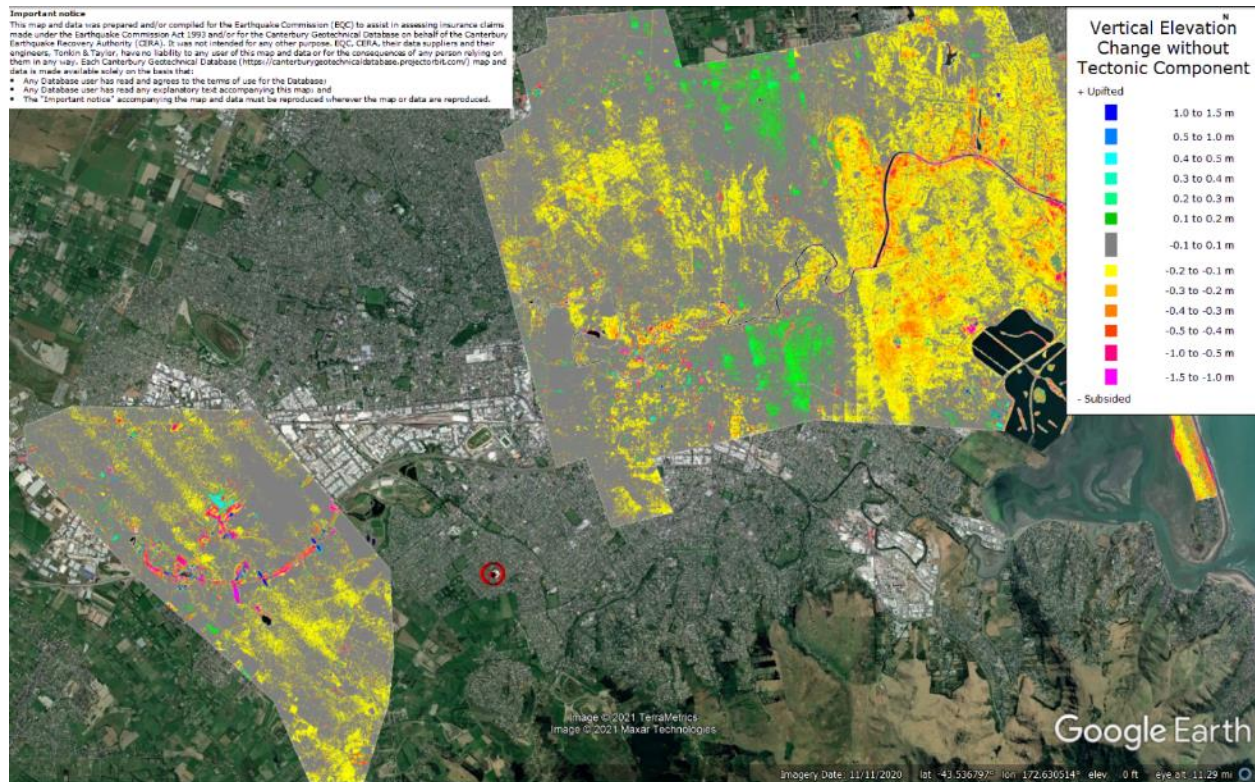 Important notice
This map and data was prepared and/or compiled for the Earthquake Commission (EQC) to assist in assessing insurance claims
made under the Earthquake Commission Act 1993 and/or for the Canterbury Geotechnical Database on behalf of the Canterbury
Earthquake Recovery Authority (CERA). It was not intended for any other purpose. EQC, CERA, their data suppliers and their
engineers, Tonkin & Taylor, have no liability to any user of this map and data or for the consequences of any person relying on
them in any way. Each Canterbury Geotechnical Database (https://canterburygeotechnicaldatabase.projectorbit.com/) map and
data is made available solely on the basis that:
• Any Database user has read and agrees to the terms of use for the Database;
• Any Database user has read any explanatory text accompanying this map; and
• The "Important notice" accompanying the map and data must be reproduced wherever the map or data are reproduced.
N
Vertical Elevation
Change without
Tectonic Component
+ Uplifted
1.0 to 1.5 m
0.5 to 1.0 m
0.4 to 0.5 m
0.3 to 0.4 m
0.2 to 0.3 m
0.1 to 0.2 m
-0.1 to 0.1 m
-0.2 to -0.1 m
-0.3 to -0.2 m
-0.4 to -0.3 m
-0.5 to -0.4 m
-1.0 to -0.5 m
-1.5 to -1.0 m
- Subsided
Image © 2021 TerraMetrics
Image © 2021 Maxar Technologies
Google Earth
Imagery Date: 11/11/2020 lat -43.536797° lon 172.630514° elev 0 ft eye alt 11.29 mi